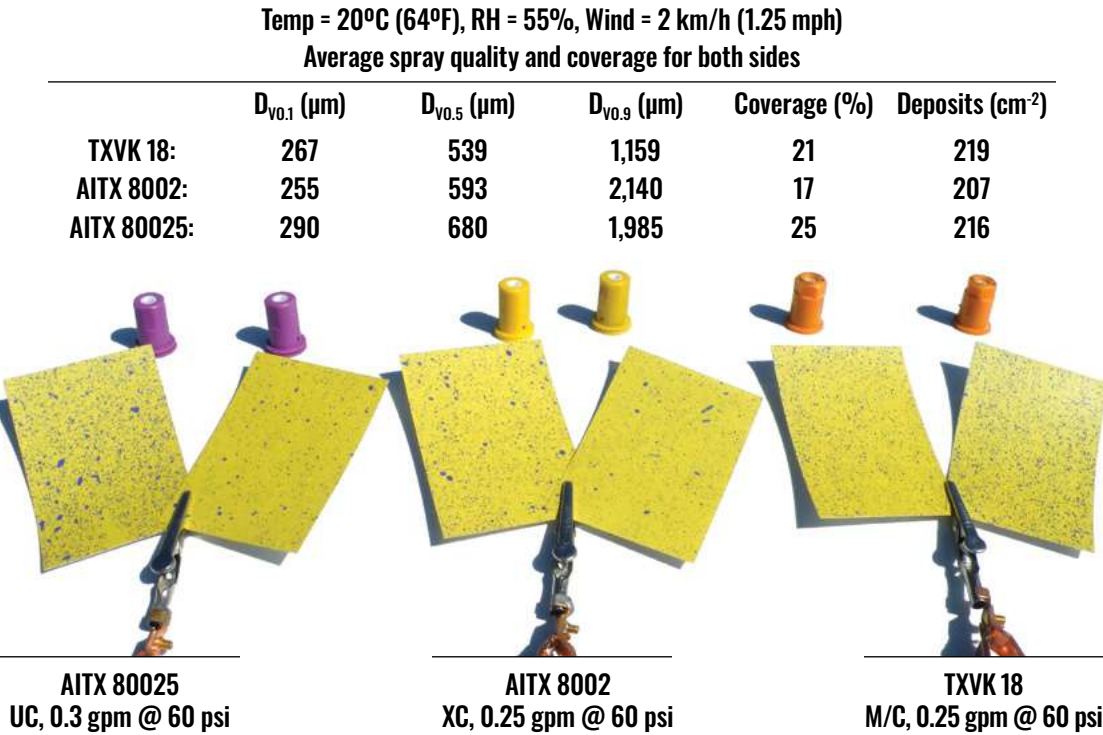 Temp = 20ºC (64ºF), RH = 55%, Wind = 2 km/h (1.25 mph)
Average spray quality and coverage for both sides
DV0.1 (µm) DV0.5 (µm) DV0.9 (µm) Coverage (%) Deposits (cm-2)
TXVK 18: 267 539 1,159 21 219
AITX 8002: 255 593 2,140 17 207
AITX 80025: 290 680 1,985 25 216
AITX 80025
UC, 0.3 gpm @ 60 psi
AITX 8002
XC, 0.25 gpm @ 60 psi
TXVK 18
M/C, 0.25 gpm @ 60 psi